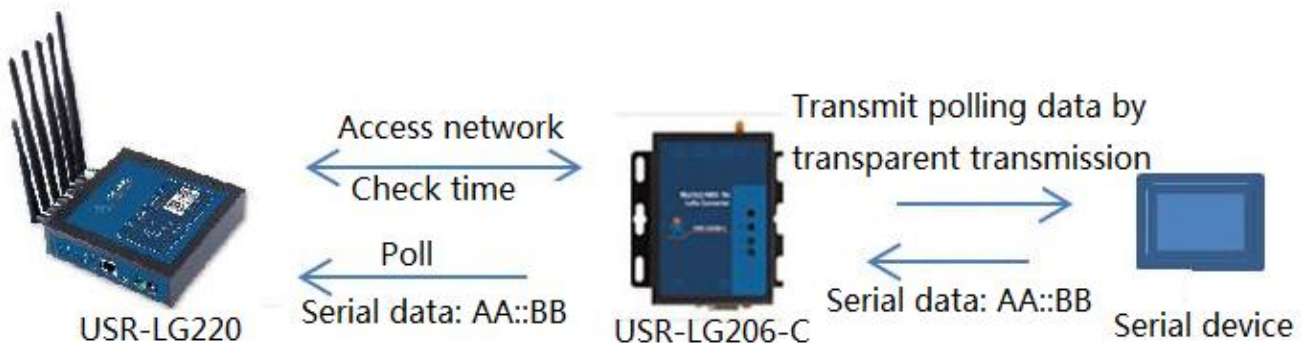 Access network
Check time
Poll
Serial data: AA::BB
Transmit polling data by
transparent transmission
Serial data: AA::BB
USR-LG220
USR-LG206-C
Serial device